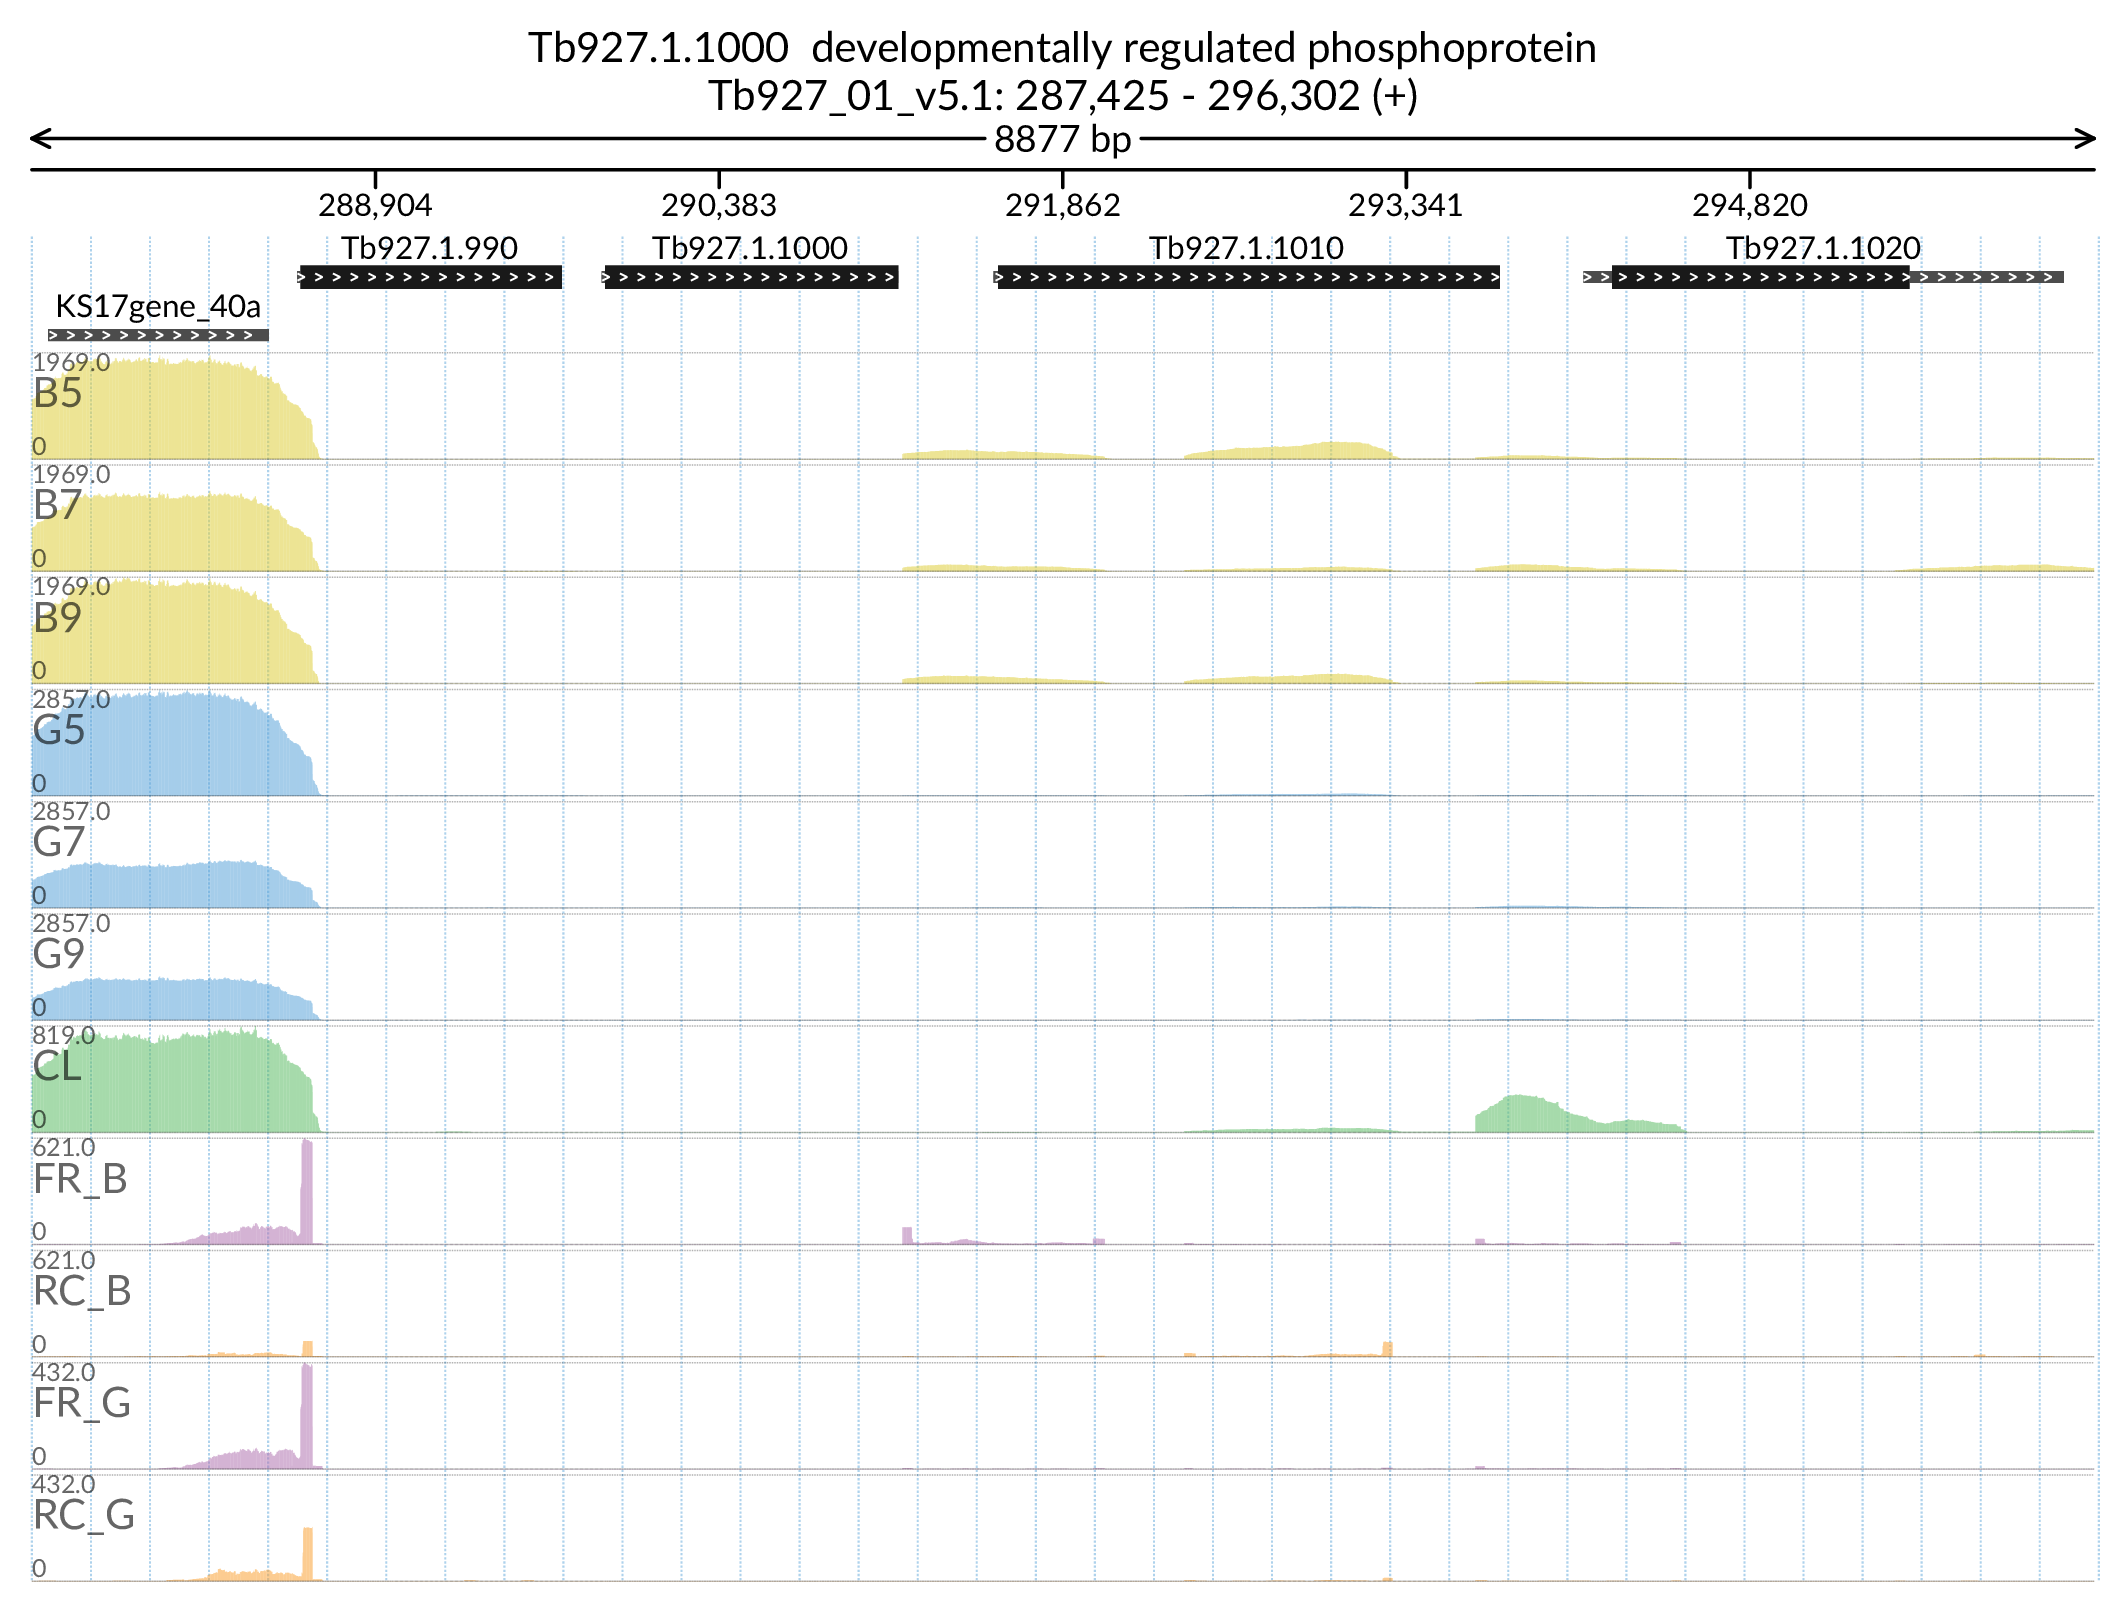 Tb927.1.1000  developmentally regulated phosphoprotein
Tb927_01_v5.1: 287,425 - 296,302 (+)
8877 bp
288,904 290,383 291,862 293,341 294,820
Tb927.1.990 Tb927.1.1000 Tb927.1.1010 Tb927.1.1020
KS17gene_40a
1969.0
B5
0
1969.0
B7
0
1969.0
B9
0
2857.0
G5
0
2857.0
G7
0
2857.0
G9
0
819.0
CL
0
621.0
FR_B
0
621.0
RC_B
0
432.0
FR_G
0
432.0
RC_G
0